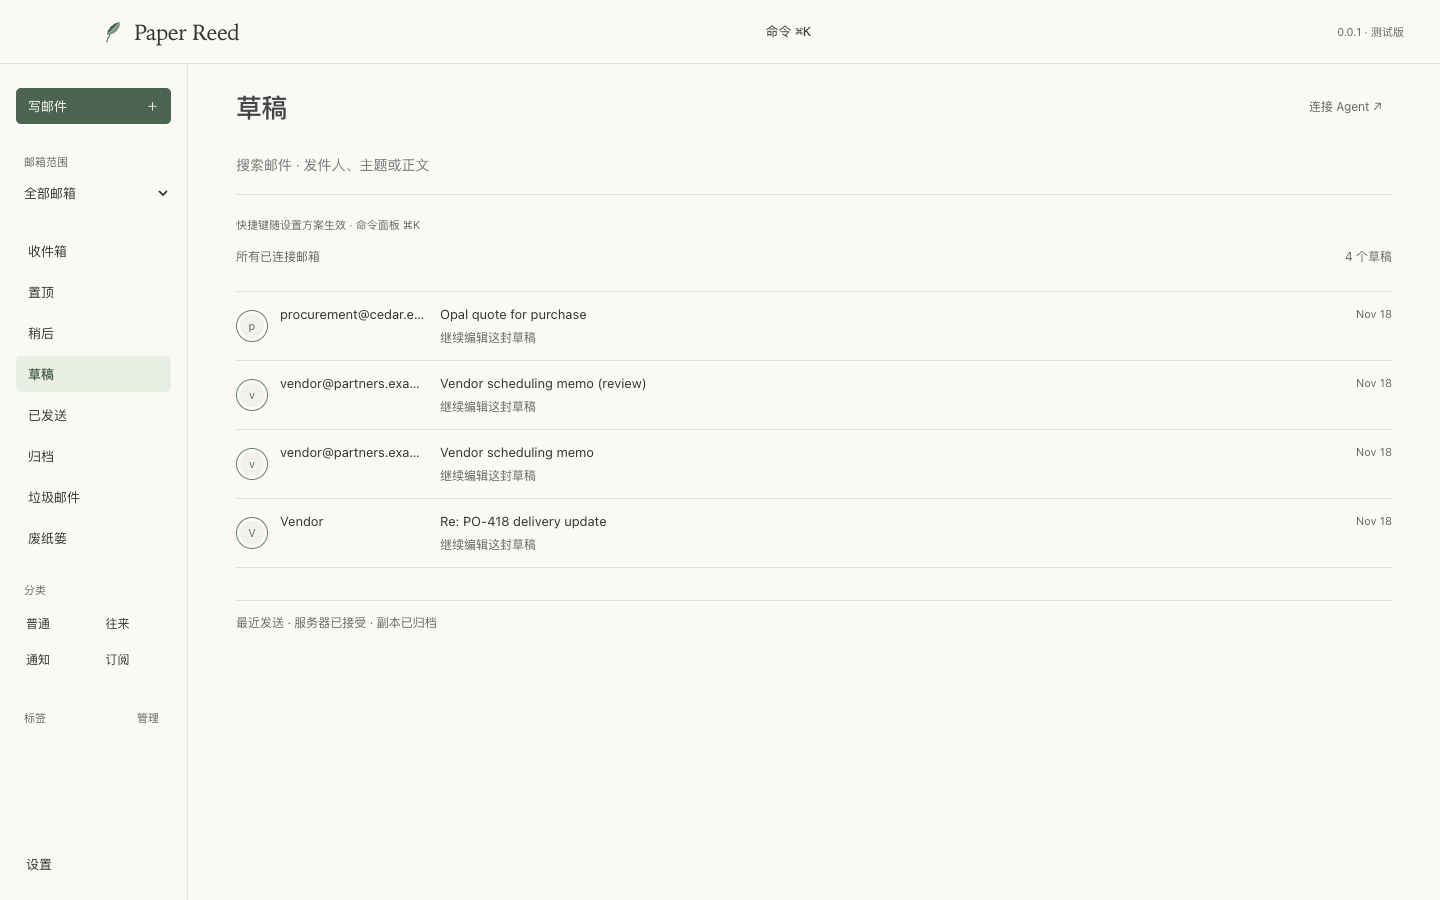 Paper Reed
命令 ⌘K
0.0.1 · 测试版
写邮件 +
邮箱范围
全部邮箱
收件箱
置顶
稍后
草稿
已发送
归档
垃圾邮件
废纸篓
分类
普通 往来
通知 订阅
标签 管理
设置
草稿
连接 Agent ↗
搜索邮件 · 发件人、主题或正文
快捷键随设置方案生效 · 命令面板 ⌘K
所有已连接邮箱 4 个草稿
p procurement@cedar.e... Opal quote for purchase Nov 18
继续编辑这封草稿
v vendor@partners.exa... Vendor scheduling memo (review) Nov 18
继续编辑这封草稿
v vendor@partners.exa... Vendor scheduling memo Nov 18
继续编辑这封草稿
V Vendor Re: PO-418 delivery update Nov 18
继续编辑这封草稿
最近发送 · 服务器已接受 · 副本已归档